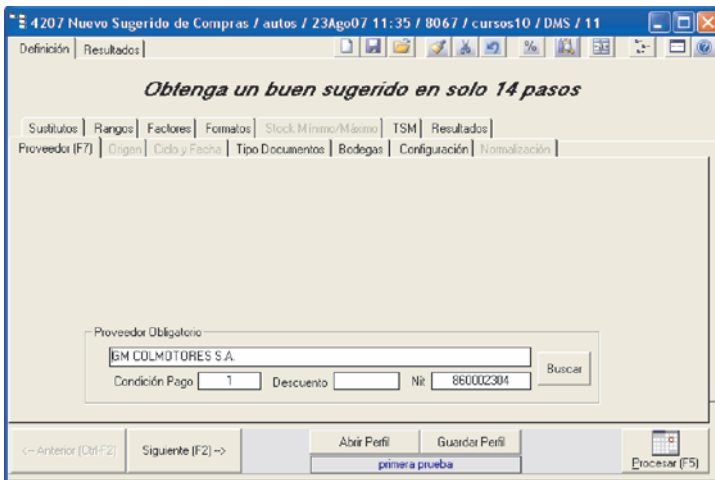 4207 Nuevo Sugerido de Compras / autos / 23Ago07 11:35 / 8067 / cursos10 / DMS / 11
Definición Resultados
Obtenga un buen sugerido en solo 14 pasos
Sustitutos Rangos Factores Formatos Stock Mínimo/Máximo TSM Resultados
Proveedor (F7) Origen Ciclo y Fecha Tipo Documentos Bodegas Configuración Normalización
Proveedor Obligatorio
GM COLMOTORES S.A.
Buscar
Condición Pago 1 Descuento Nit 860002304
<-- Anterior (Ctrl-F2) Siguiente (F2) --> Abrir Perfil Guardar Perfil
primera prueba
Procesar (F5)